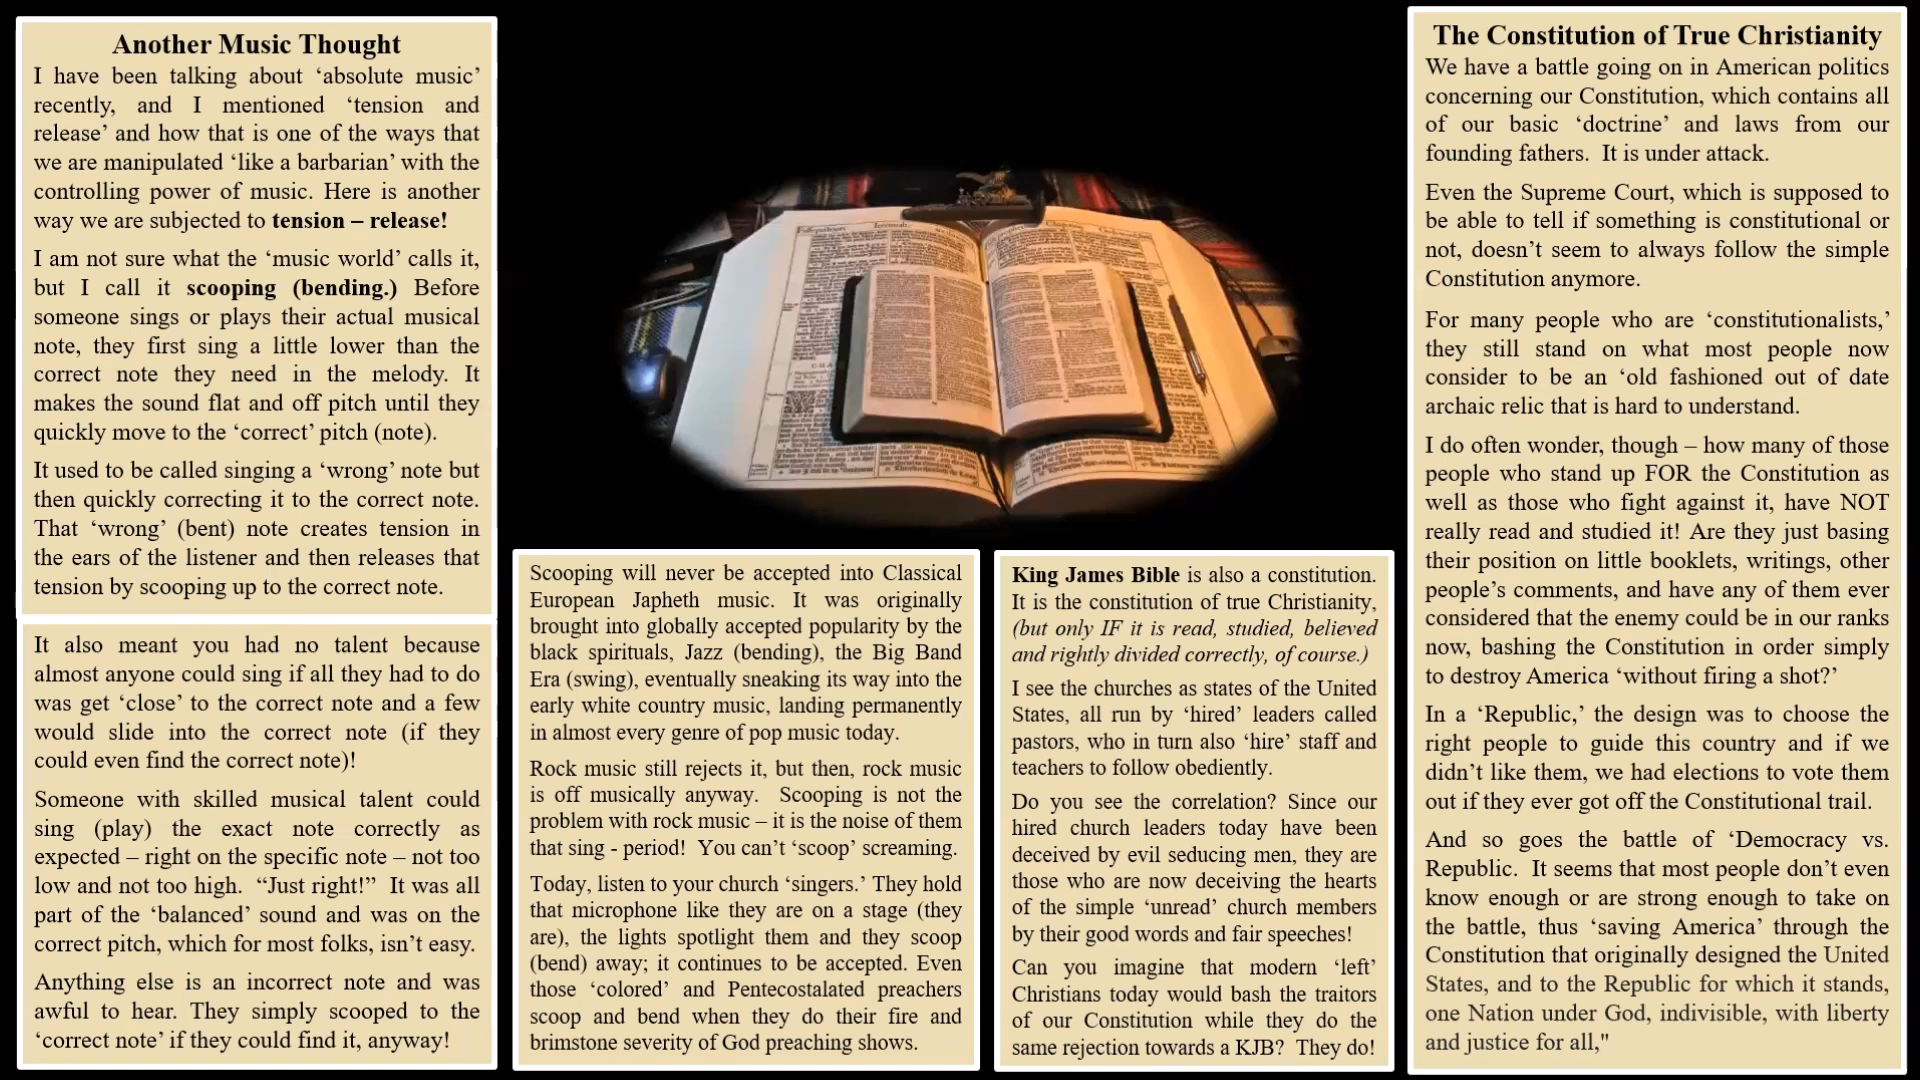 Another Music Thought
I have been talking about ‘absolute music’
recently, and I mentioned ‘tension and
release’ and how that is one of the ways that
we are manipulated ‘like a barbarian’ with the
controlling power of music. Here is another
way we are subjected to tension – release!
I am not sure what the ‘music world’ calls it,
but I call it scooping (bending.) Before
someone sings or plays their actual musical
note, they first sing a little lower than the
correct note they need in the melody. It
makes the sound flat and off pitch until they
quickly move to the ‘correct’ pitch (note).
It used to be called singing a ‘wrong’ note but
then quickly correcting it to the correct note.
That ‘wrong’ (bent) note creates tension in
the ears of the listener and then releases that
tension by scooping up to the correct note.
It also meant you had no talent because
almost anyone could sing if all they had to do
was get ‘close’ to the correct note and a few
would slide into the correct note (if they
could even find the correct note)!
Someone with skilled musical talent could
sing (play) the exact note correctly as
expected – right on the specific note – not too
low and not too high. “Just right!” It was all
part of the ‘balanced’ sound and was on the
correct pitch, which for most folks, isn’t easy.
Anything else is an incorrect note and was
awful to hear. They simply scooped to the
‘correct note’ if they could find it, anyway!
Scooping will never be accepted into Classical
European Japheth music. It was originally
brought into globally accepted popularity by the
black spirituals, Jazz (bending), the Big Band
Era (swing), eventually sneaking its way into the
early white country music, landing permanently
in almost every genre of pop music today.
Rock music still rejects it, but then, rock music
is off musically anyway. Scooping is not the
problem with rock music – it is the noise of them
that sing - period! You can’t ‘scoop’ screaming.
Today, listen to your church ‘singers.’ They hold
that microphone like they are on a stage (they
are), the lights spotlight them and they scoop
(bend) away; it continues to be accepted. Even
those ‘colored’ and Pentecostalated preachers
scoop and bend when they do their fire and
brimstone severity of God preaching shows.
King James Bible is also a constitution.
It is the constitution of true Christianity,
(but only IF it is read, studied, believed
and rightly divided correctly, of course.)
I see the churches as states of the United
States, all run by ‘hired’ leaders called
pastors, who in turn also ‘hire’ staff and
teachers to follow obediently.
Do you see the correlation? Since our
hired church leaders today have been
deceived by evil seducing men, they are
those who are now deceiving the hearts
of the simple ‘unread’ church members
by their good words and fair speeches!
Can you imagine that modern ‘left’
Christians today would bash the traitors
of our Constitution while they do the
same rejection towards a KJB? They do!
The Constitution of True Christianity
We have a battle going on in American politics
concerning our Constitution, which contains all
of our basic ‘doctrine’ and laws from our
founding fathers. It is under attack.
Even the Supreme Court, which is supposed to
be able to tell if something is constitutional or
not, doesn’t seem to always follow the simple
Constitution anymore.
For many people who are ‘constitutionalists,’
they still stand on what most people now
consider to be an ‘old fashioned out of date
archaic relic that is hard to understand.
I do often wonder, though – how many of those
people who stand up FOR the Constitution as
well as those who fight against it, have NOT
really read and studied it! Are they just basing
their position on little booklets, writings, other
people’s comments, and have any of them ever
considered that the enemy could be in our ranks
now, bashing the Constitution in order simply
to destroy America ‘without firing a shot?’
In a ‘Republic,’ the design was to choose the
right people to guide this country and if we
didn’t like them, we had elections to vote them
out if they ever got off the Constitutional trail.
And so goes the battle of ‘Democracy vs.
Republic. It seems that most people don’t even
know enough or are strong enough to take on
the battle, thus ‘saving America’ through the
Constitution that originally designed the United
States, and to the Republic for which it stands,
one Nation under God, indivisible, with liberty
and justice for all,"